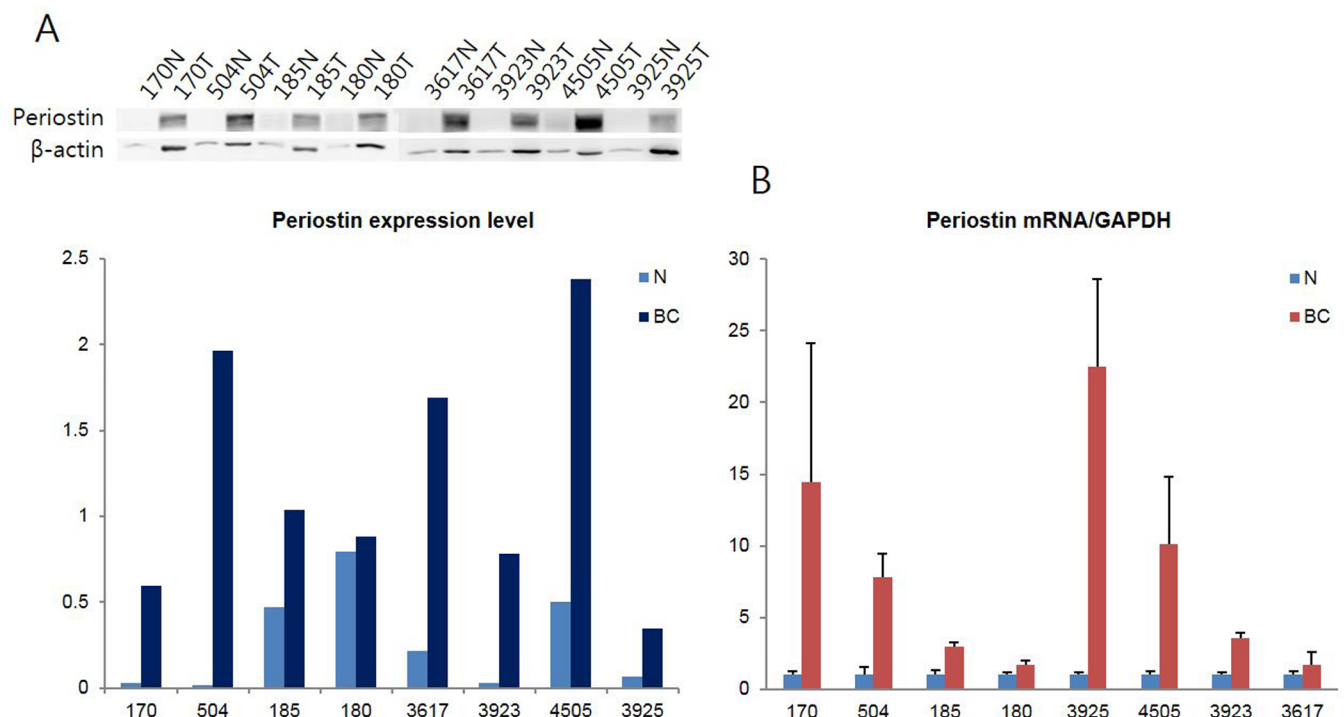 A
170N 170T 504N 504T 185N 185T 180N 180T 3617N 3617T 3923N 3923T 4505N 4505T 3925N 3925T
Periostin
β-actin
Periostin expression level
2.5
2
1.5
1
0.5
0
N
BC
170 504 185 180 3617 3923 4505 3925
B
Periostin mRNA/GAPDH
30
25
20
15
10
5
0
N
BC
170 504 185 180 3925 4505 3923 3617